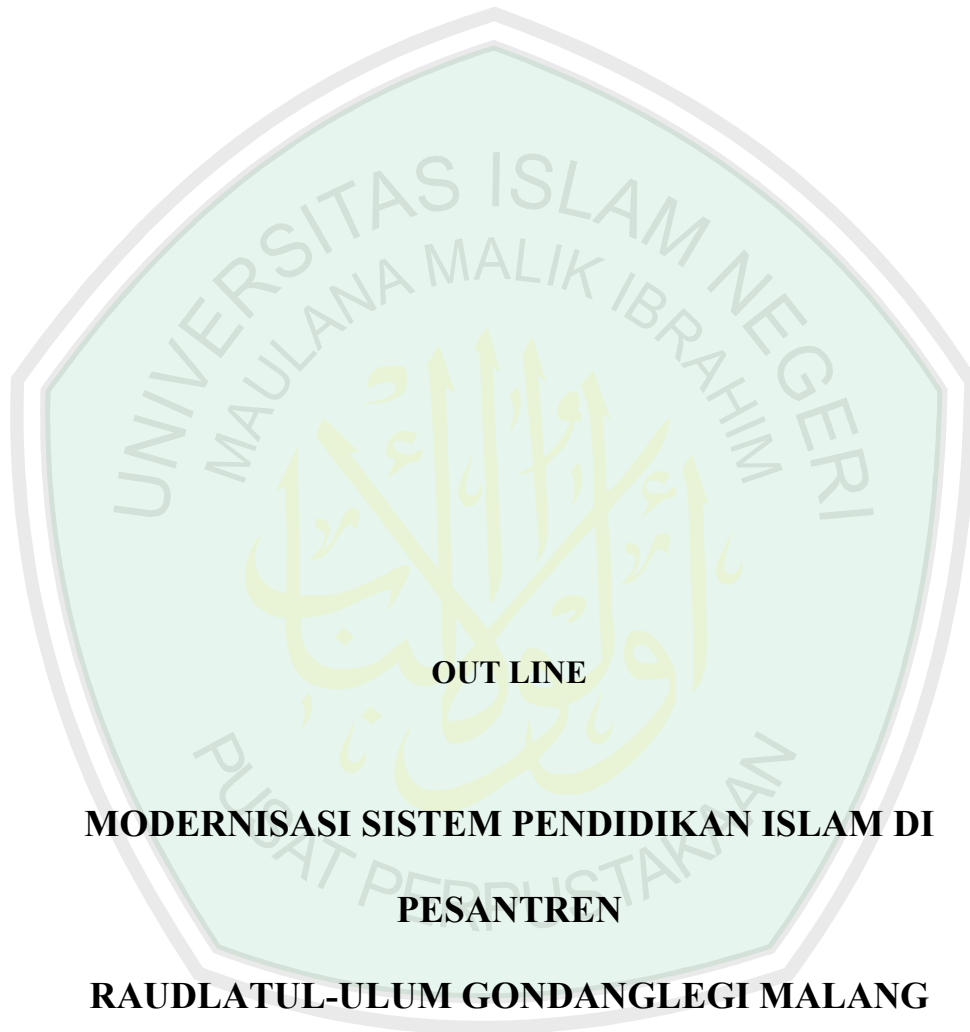 UNIVERSITAS ISLAM NEGERI
MAULANA MALIK IBRAHIM
OUT LINE
MODERNISASI SISTEM PENDIDIKAN ISLAM DI
PESANTREN
RAUDLATUL-ULUM GONDANGLEGI MALANG
PUSAT PERPUSTAKAAN